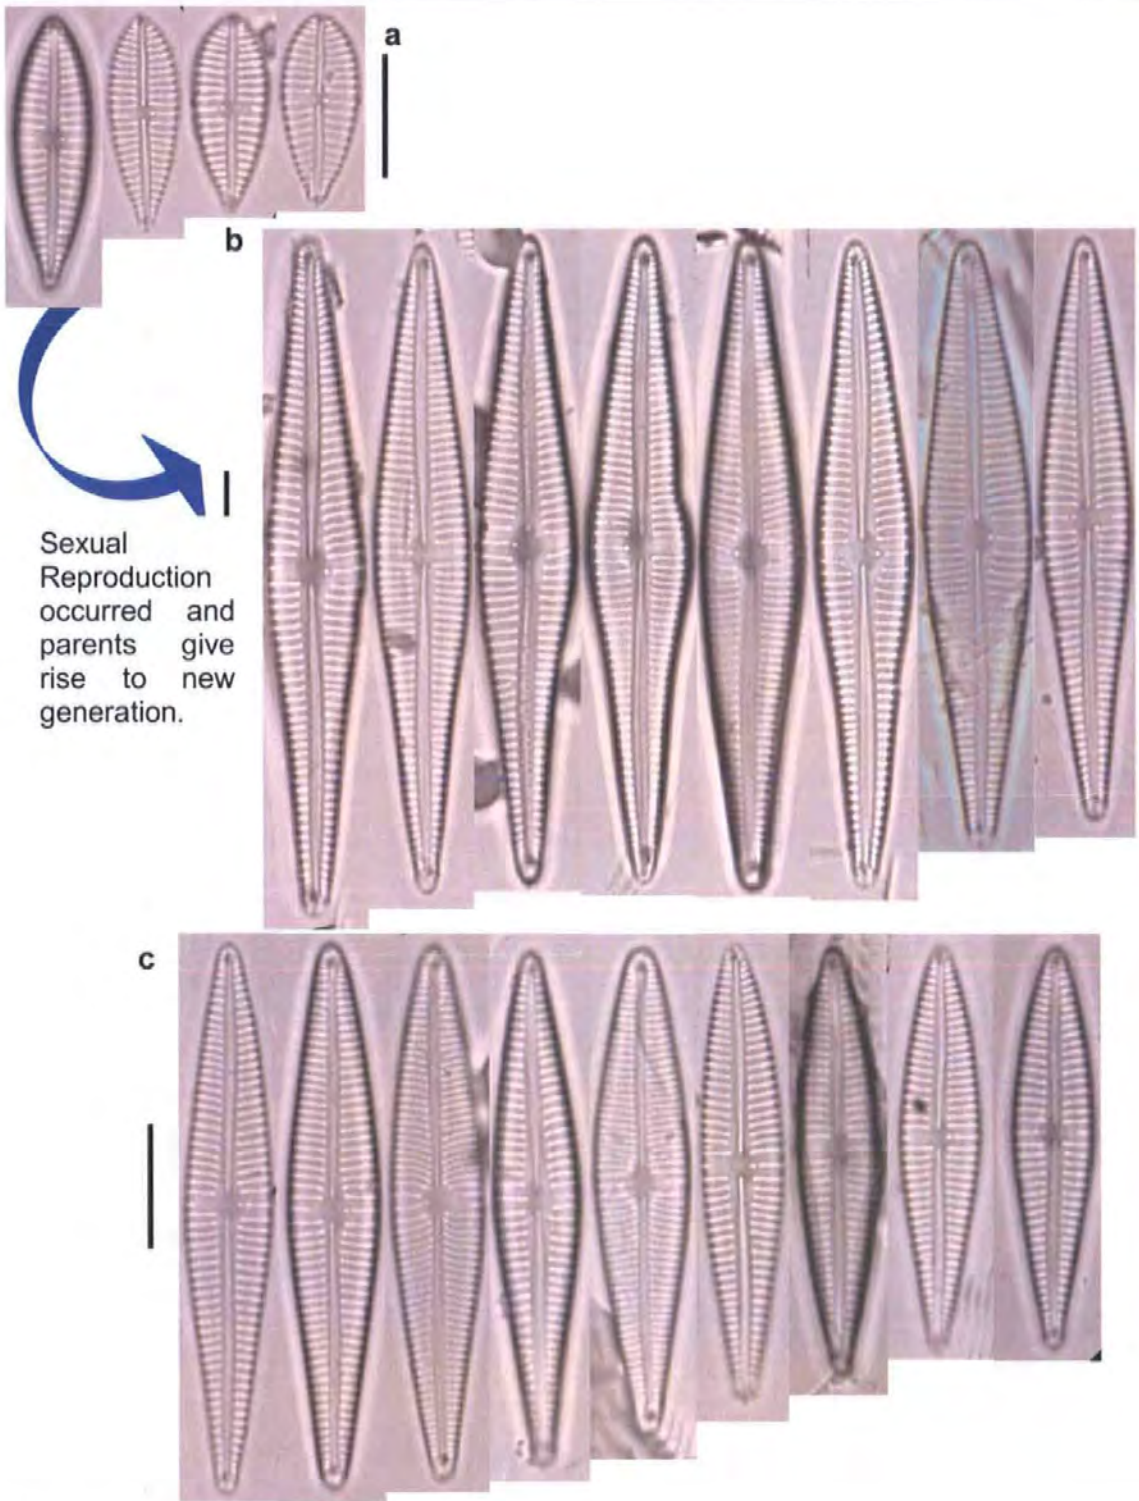 a
b
Sexual
Reproduction
occurred and
parents give
rise to new
generation.
c